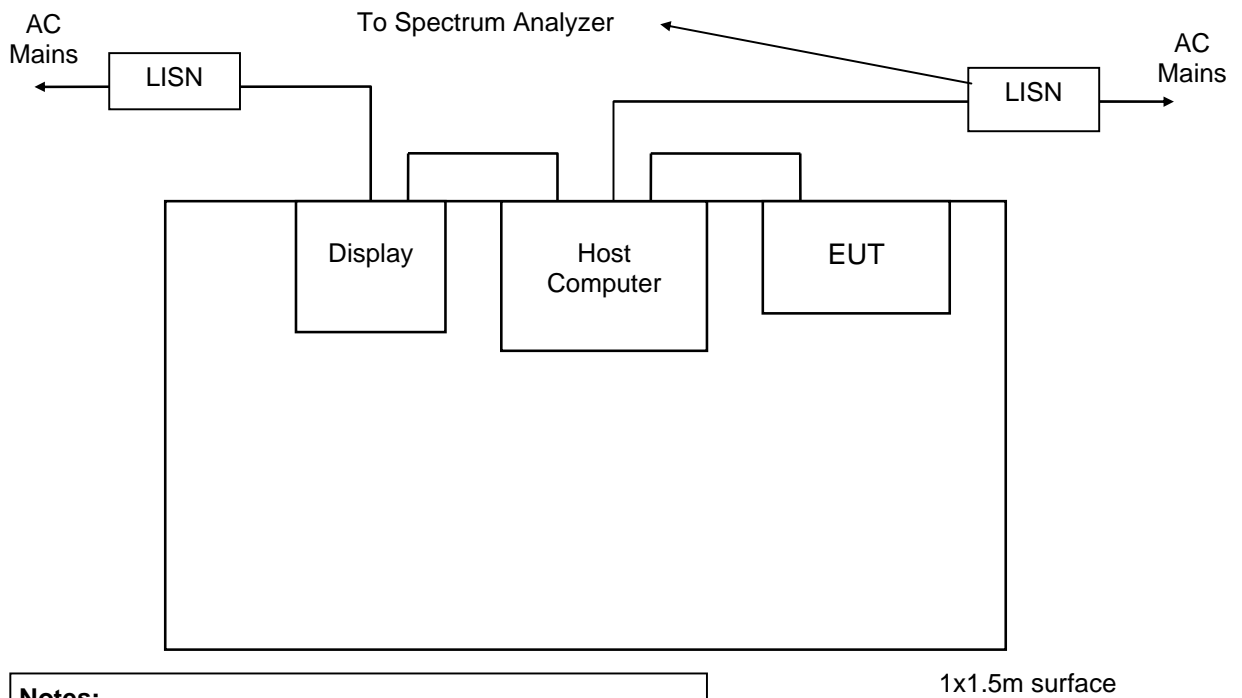 AC
Mains
LISN
To Spectrum Analyzer
LISN
AC
Mains
Display
Host
Computer
EUT
1x1.5m surface
Notes: